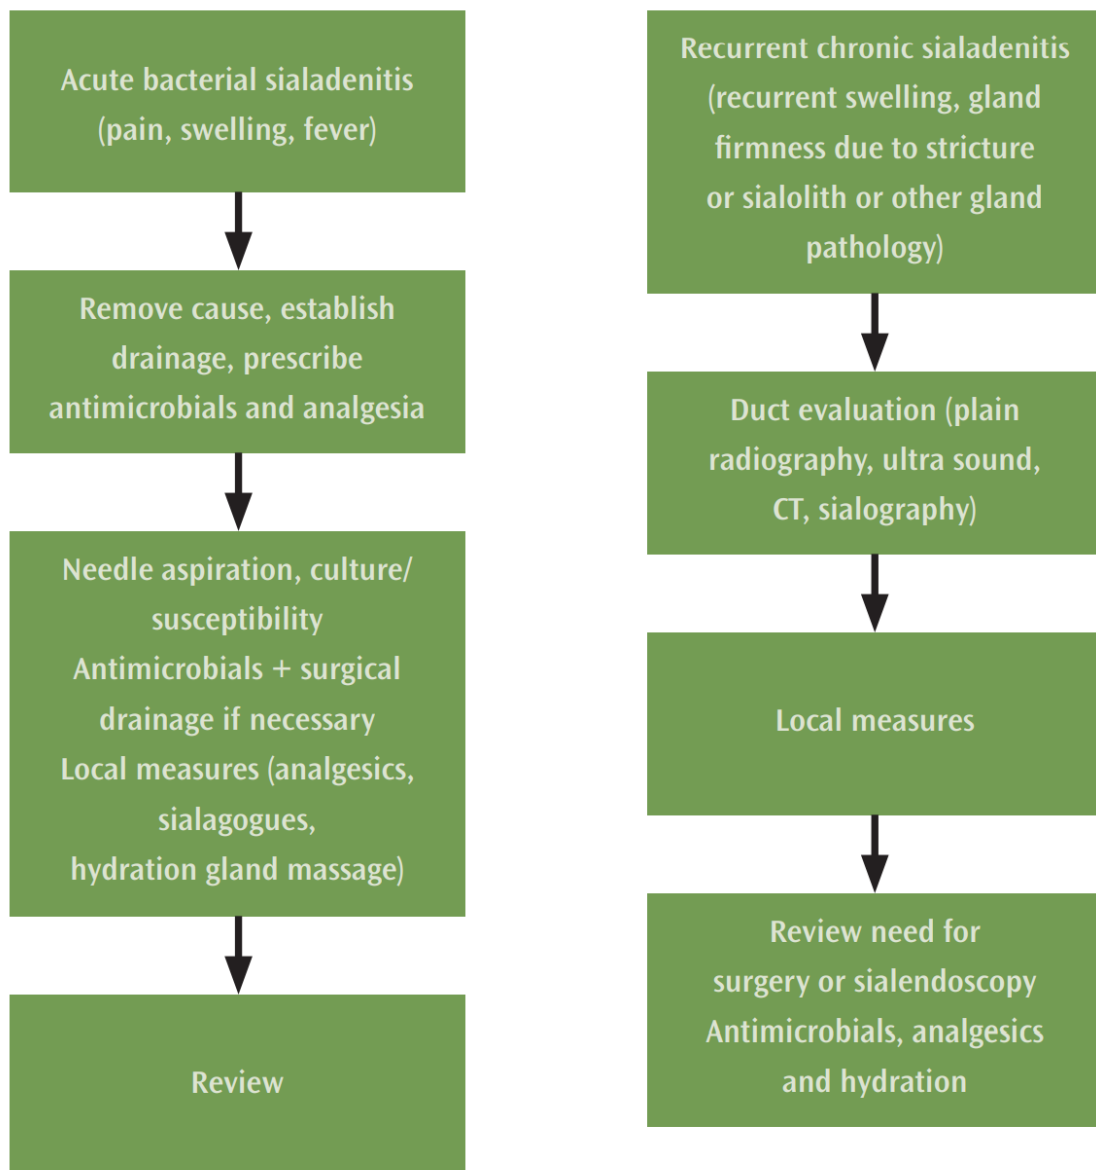 Acute bacterial sialadenitis
(pain, swelling, fever)
Remove cause, establish
drainage, prescribe
antimicrobials and analgesia
Needle aspiration, culture/
susceptibility
Antimicrobials + surgical
drainage if necessary
Local measures (analgesics,
sialagogues,
hydration gland massage)
Review
Recurrent chronic sialadenitis
(recurrent swelling, gland
firmness due to stricture
or sialolith or other gland
pathology)
Duct evaluation (plain
radiography, ultra sound,
CT, sialography)
Local measures
Review need for
surgery or sialendoscopy
Antimicrobials, analgesics
and hydration